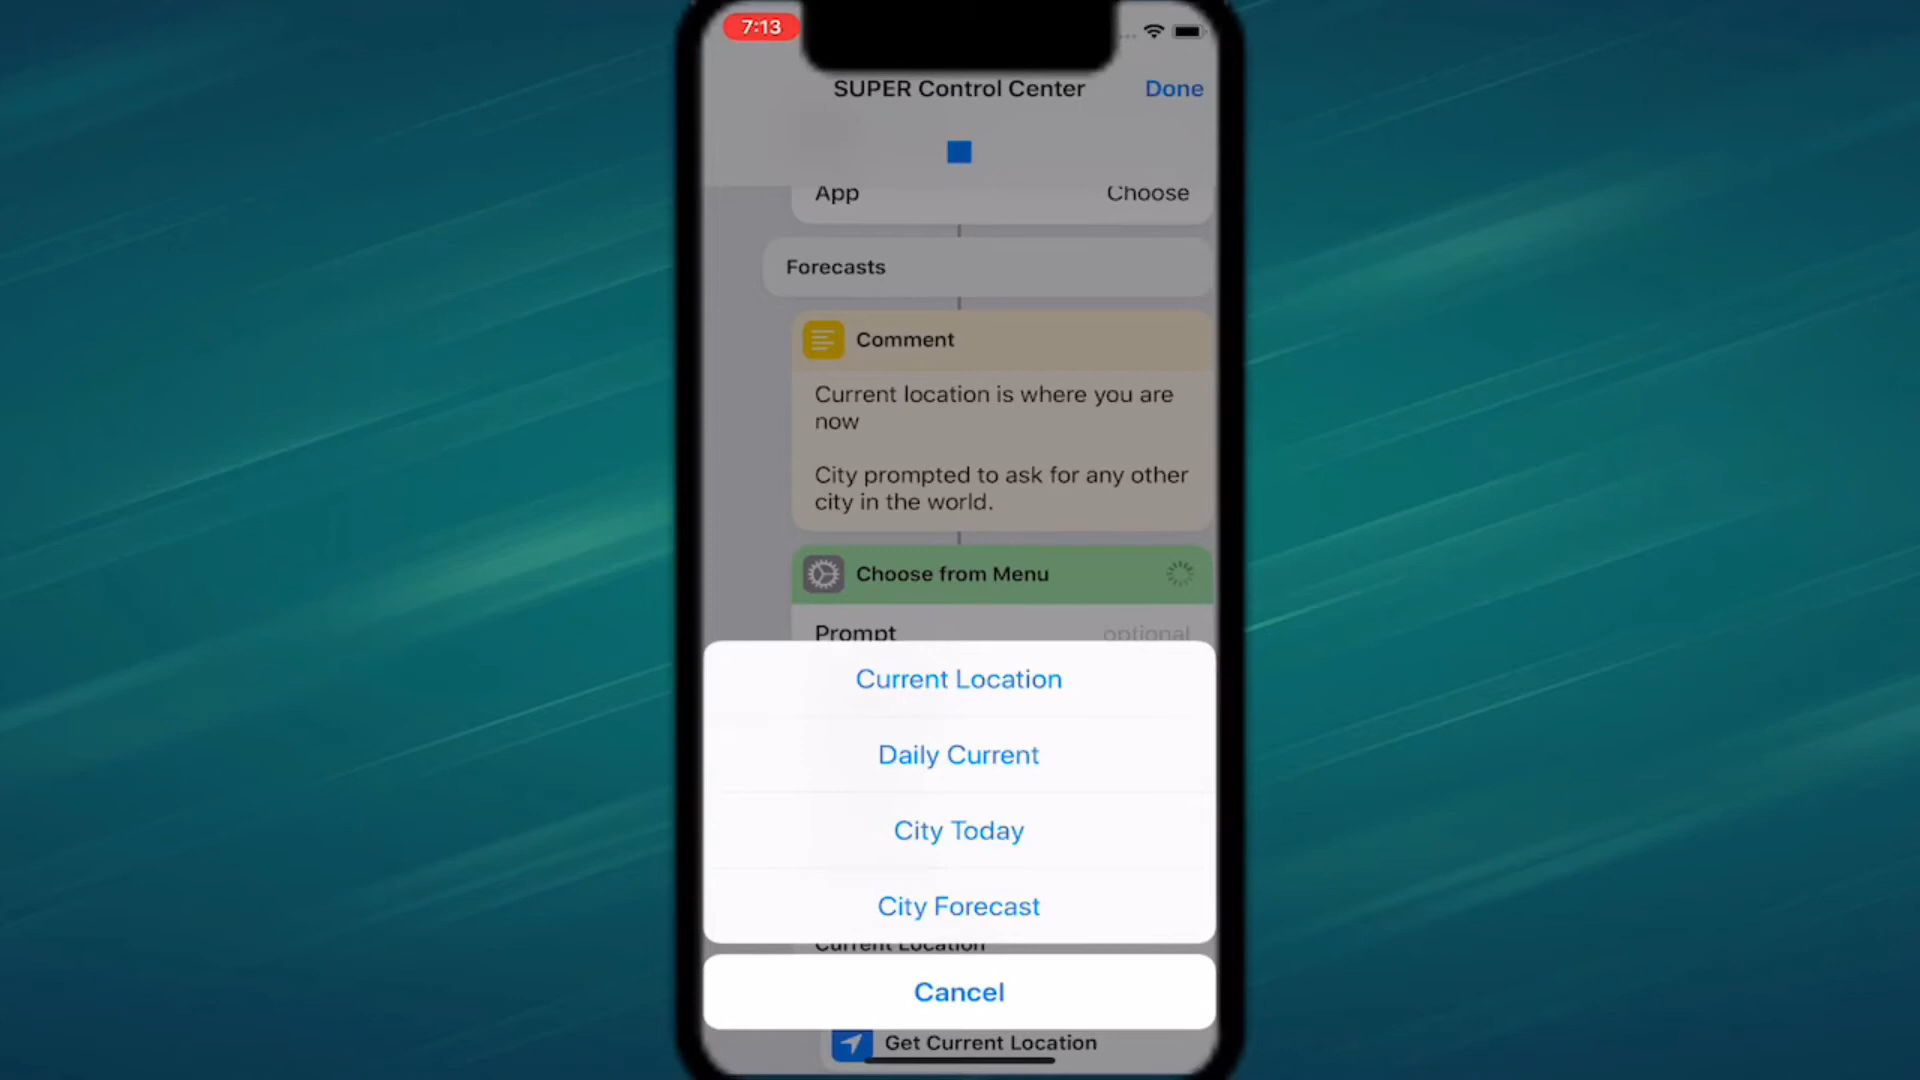 7:13
SUPER Control Center
Done
App
Choose
Forecasts
Comment
Current location is where you are
now
City prompted to ask for any other
city in the world.
Choose from Menu
Prompt
optional
Current Location
Daily Current
City Today
City Forecast
Current Location
Cancel
Get Current Location